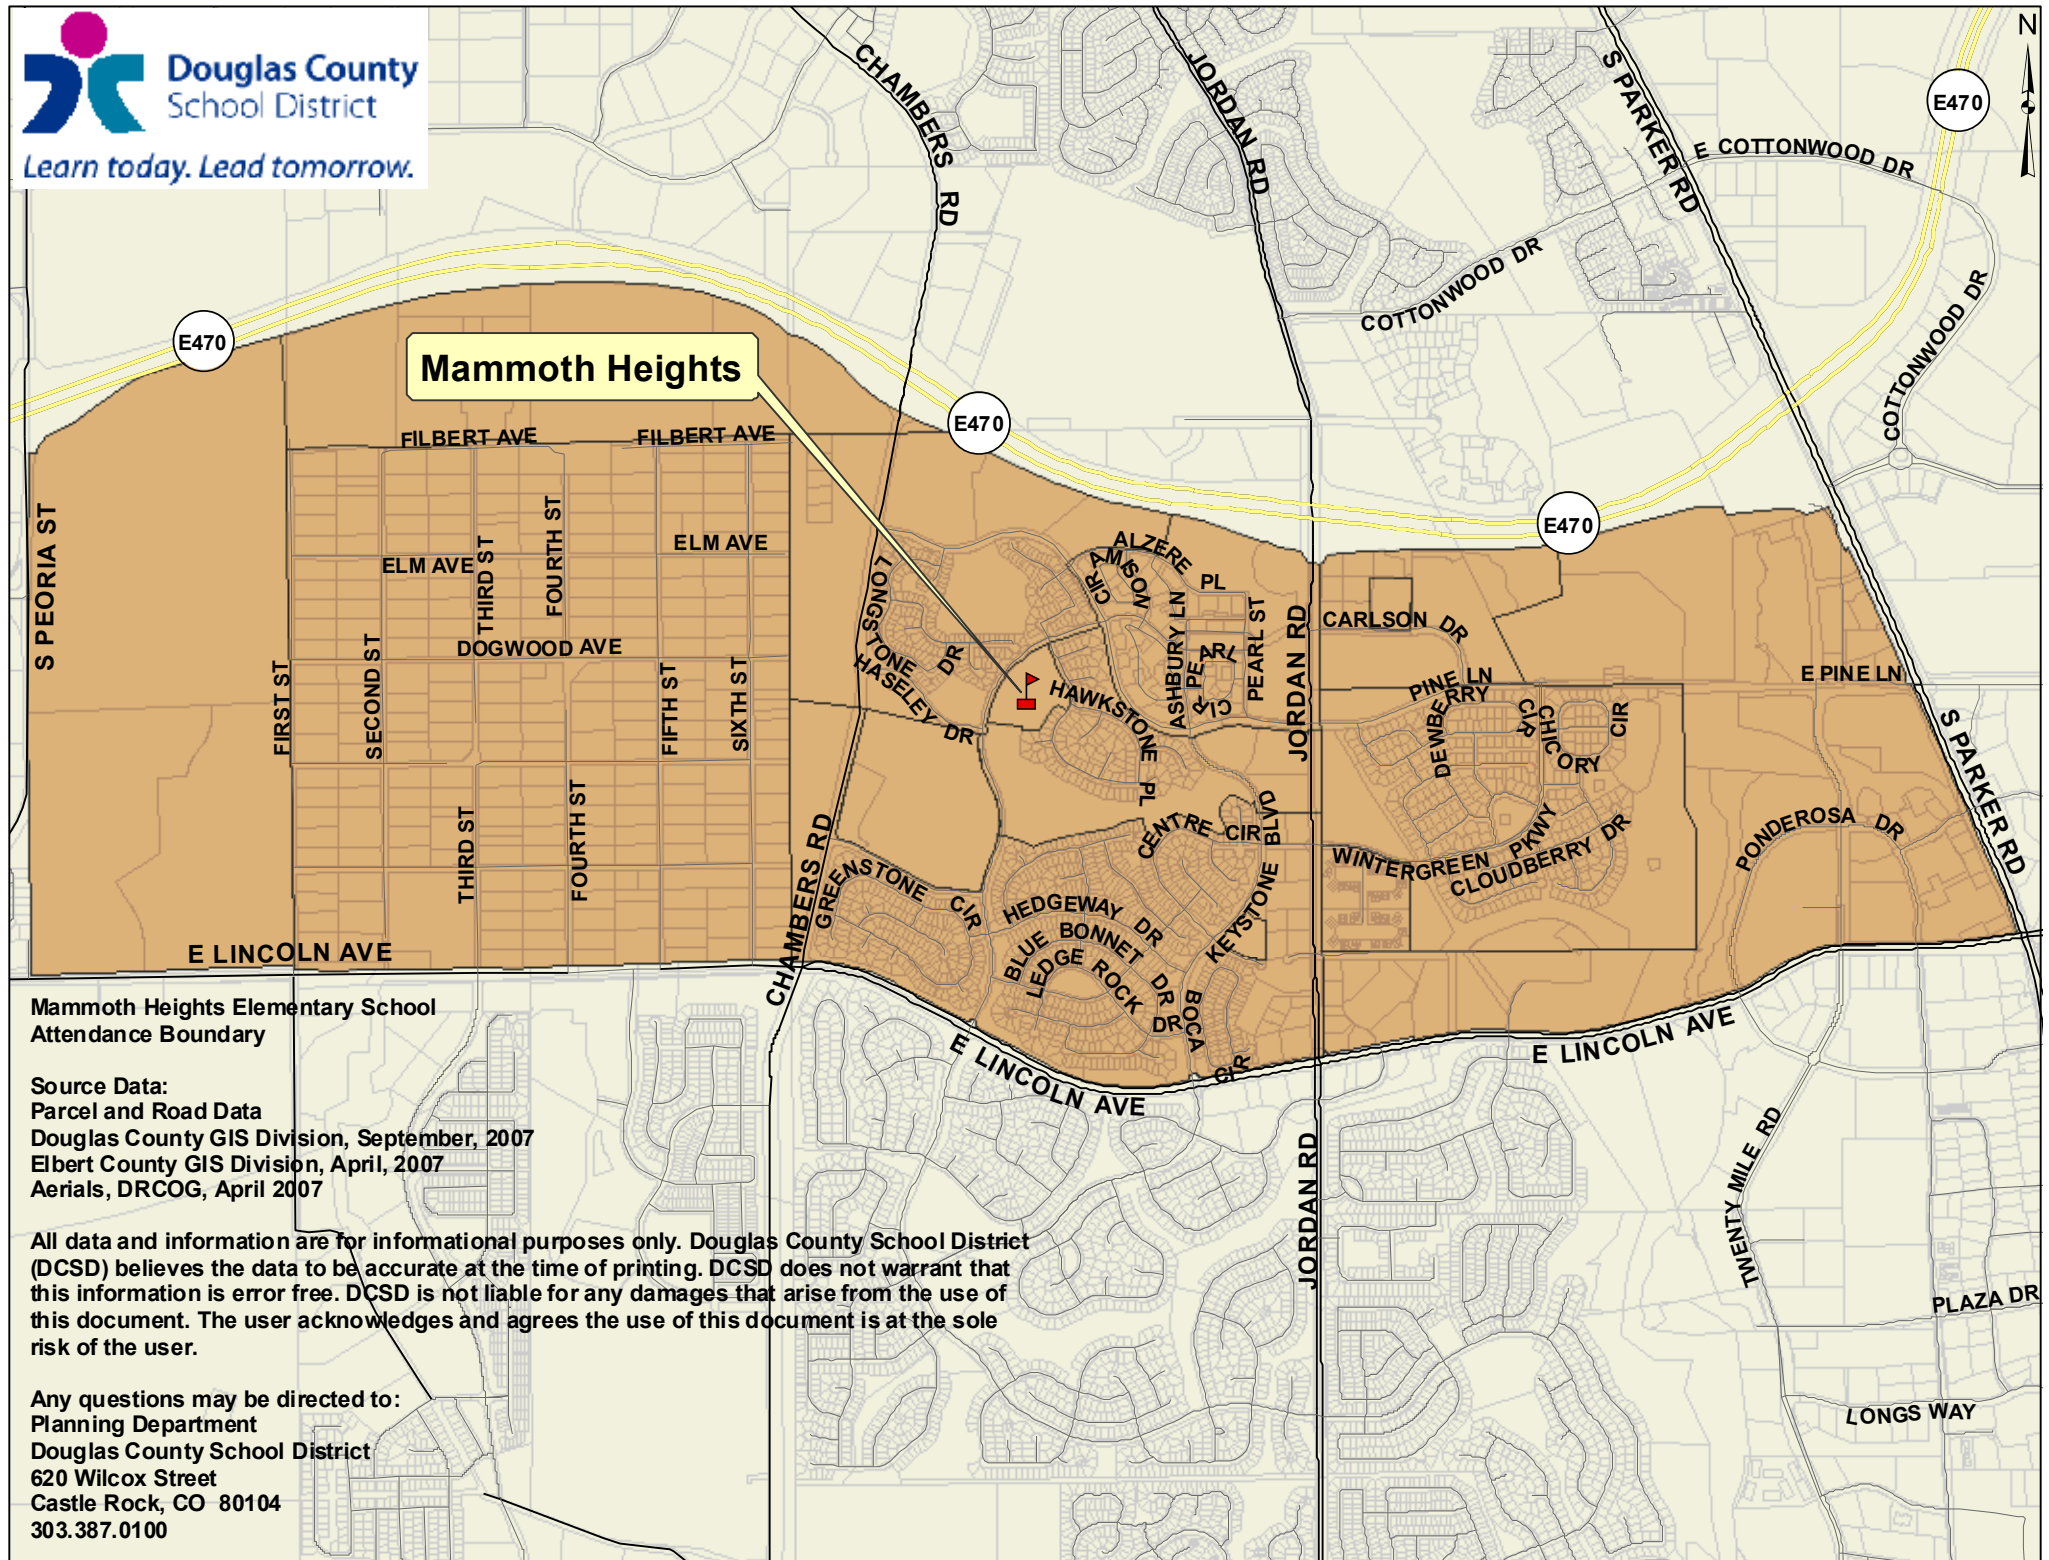 Douglas County
School District
Learn today. Lead tomorrow.
N
CHAMBERS RD
JORDAN RD
S PARKER RD
E470
E COTTONWOOD DR
COTTONWOOD DR
COTTONWOOD DR
E470
Mammoth Heights
E470
E470
FILBERT AVE
FILBERT AVE
S PEORIA ST
ELM AVE
ELM AVE
THIRD ST
FOURTH ST
DOGWOOD AVE
FIRST ST
SECOND ST
FIFTH ST
SIXTH ST
THIRD ST
FOURTH ST
LONGSTONE DR
HASELEY DR
ALZERE PL
AMISON CIR
ASHBURY LN
PEARL ST
PEARL CIR
HAWKSTONE PL
JORDAN RD
CARLSON DR
PINE LN
E PINE LN
DEWBERRY CIR
CHICORY CIR
S PARKER RD
CENTRE CIR
KEYSTONE BLVD
WINTERGREEN PKWY
CLOUDBERRY DR
PONDEROSA DR
CHAMBERS RD
GREENSTONE CIR
HEDGEWAY DR
BLUE BONNET DR
LEDGE ROCK DR
BOCA CIR
E LINCOLN AVE
E LINCOLN AVE
E LINCOLN AVE
JORDAN RD
TWENTY MILE RD
PLAZA DR
LONGS WAY
Mammoth Heights Elementary School
Attendance Boundary
Source Data:
Parcel and Road Data
Douglas County GIS Division, September, 2007
Elbert County GIS Division, April, 2007
Aerials, DRCOG, April 2007
All data and information are for informational purposes only. Douglas County School District
(DCSD) believes the data to be accurate at the time of printing. DCSD does not warrant that
this information is error free. DCSD is not liable for any damages that arise from the use of
this document. The user acknowledges and agrees the use of this document is at the sole
risk of the user.
Any questions may be directed to:
Planning Department
Douglas County School District
620 Wilcox Street
Castle Rock, CO  80104
303.387.0100